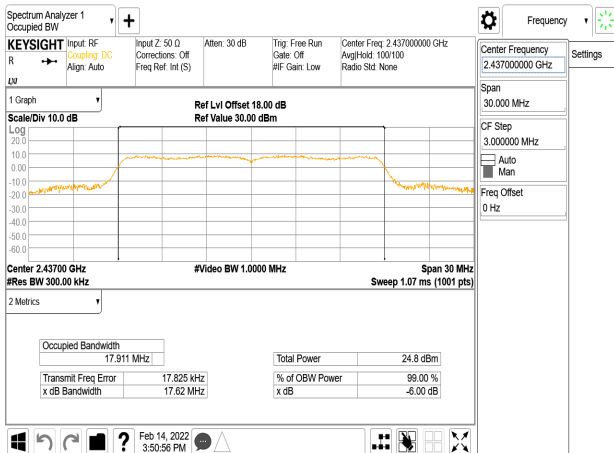 Spectrum Analyzer 1
Occupied BW
Frequency
KEYSIGHT
R
Input: RF
Coupling: DC
Align: Auto
Input Z: 50 Ω
Corrections: Off
Freq Ref: Int (S)
Atten: 30 dB
Trig: Free Run
Gate: Off
#IF Gain: Low
Center Freq: 2.437000000 GHz
Avg|Hold: 100/100
Radio Std: None
Center Frequency
2.437000000 GHz
Settings
Span
30.000 MHz
CF Step
3.000000 MHz
Auto
Man
Freq Offset
0 Hz
1 Graph
Scale/Div 10.0 dB
Ref Lvl Offset 18.00 dB
Ref Value 30.00 dBm
Log
20.0
10.0
0.00
-10.0
-20.0
-30.0
-40.0
-50.0
-60.0
Center 2.43700 GHz
#Res BW 300.00 kHz
#Video BW 1.0000 MHz
Span 30 MHz
Sweep 1.07 ms (1001 pts)
2 Metrics
Occupied Bandwidth
17.911 MHz
Total Power 24.8 dBm
Transmit Freq Error 17.825 kHz
% of OBW Power 99.00 %
x dB Bandwidth 17.62 MHz
x dB -6.00 dB
?
Feb 14, 2022
3:50:56 PM